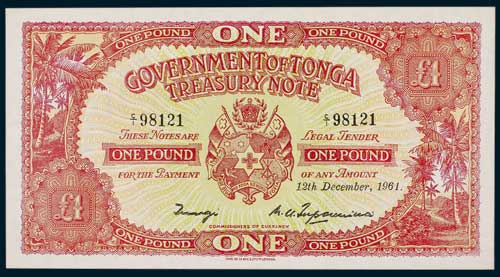 ONE
ONE POUND ONE POUND
GOVERNMENT OF TONGA
TREASURY NOTE
£1 £1
C/1 98121 C/1 98121
THESE NOTES ARE LEGAL TENDER
ONE POUND ONE POUND
FOR THE PAYMENT OF ANY AMOUNT
12th December, 1961.
COMMISSIONERS OF CURRENCY
ONE POUND ONE POUND
ONE